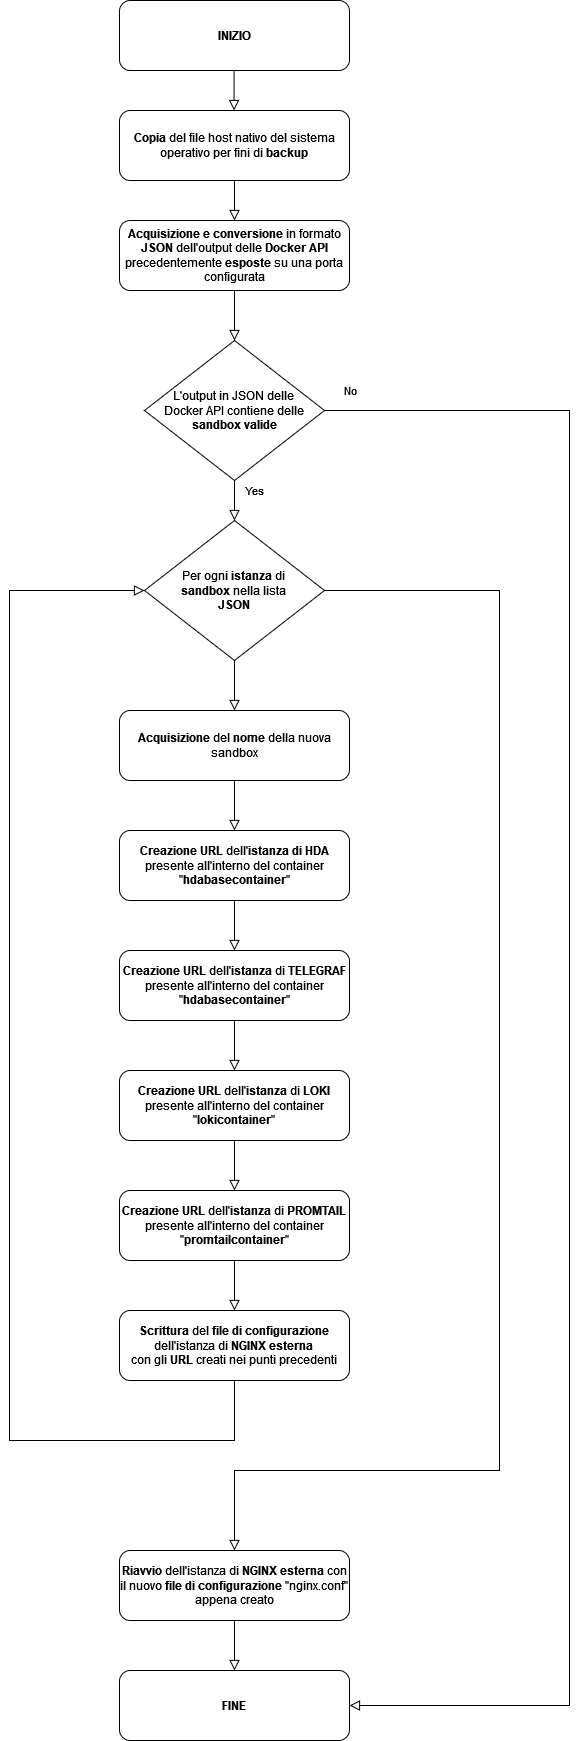 INIZIO
Copia del file host nativo del sistema
operativo per fini di backup
Acquisizione e conversione in formato
JSON dell'output delle Docker API
precedentemente esposte su una porta
configurata
L'output in JSON delle
Docker API contiene delle
sandbox valide
No
Yes
Per ogni istanza di
sandbox nella lista
JSON
Acquisizione del nome della nuova
sandbox
Creazione URL dell'istanza di HDA
presente all'interno del container
"hdabasecontainer"
Creazione URL dell'istanza di TELEGRAF
presente all'interno del container
"hdabasecontainer"
Creazione URL dell'istanza di LOKI
presente all'interno del container
"lokicontainer"
Creazione URL dell'istanza di PROMTAIL
presente all'interno del container
"promtailcontainer"
Scrittura del file di configurazione
dell'istanza di NGINX esterna
con gli URL creati nei punti precedenti
Riavvio dell'istanza di NGINX esterna con
il nuovo file di configurazione "nginx.conf"
appena creato
FINE